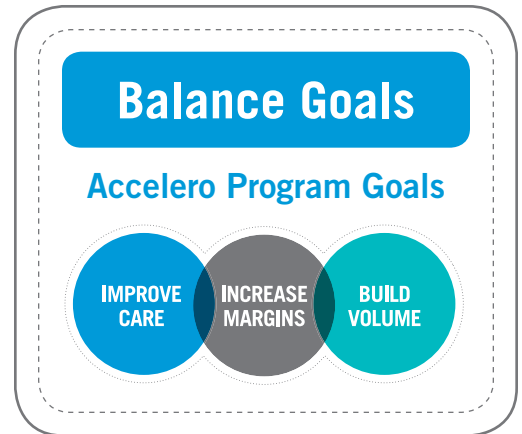 Balance Goals
Accelero Program Goals
IMPROVE
CARE
INCREASE
MARGINS
BUILD
VOLUME